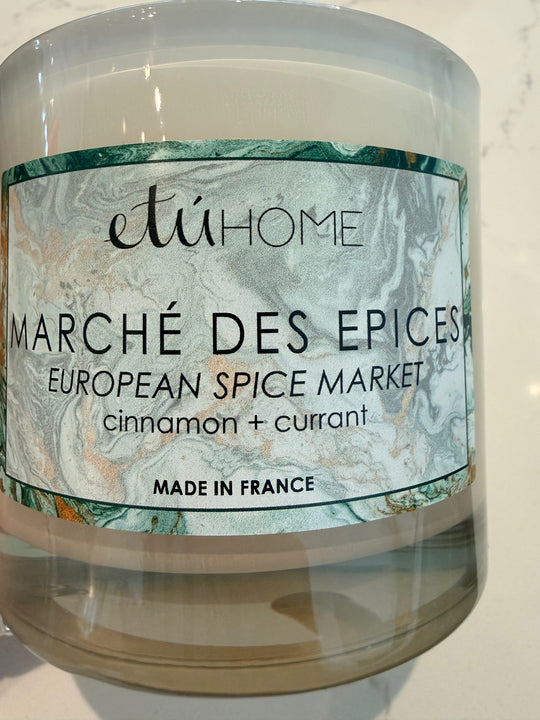 etúHOME
MARCHÉ DES EPICES
EUROPEAN SPICE MARKET
cinnamon + currant
MADE IN FRANCE